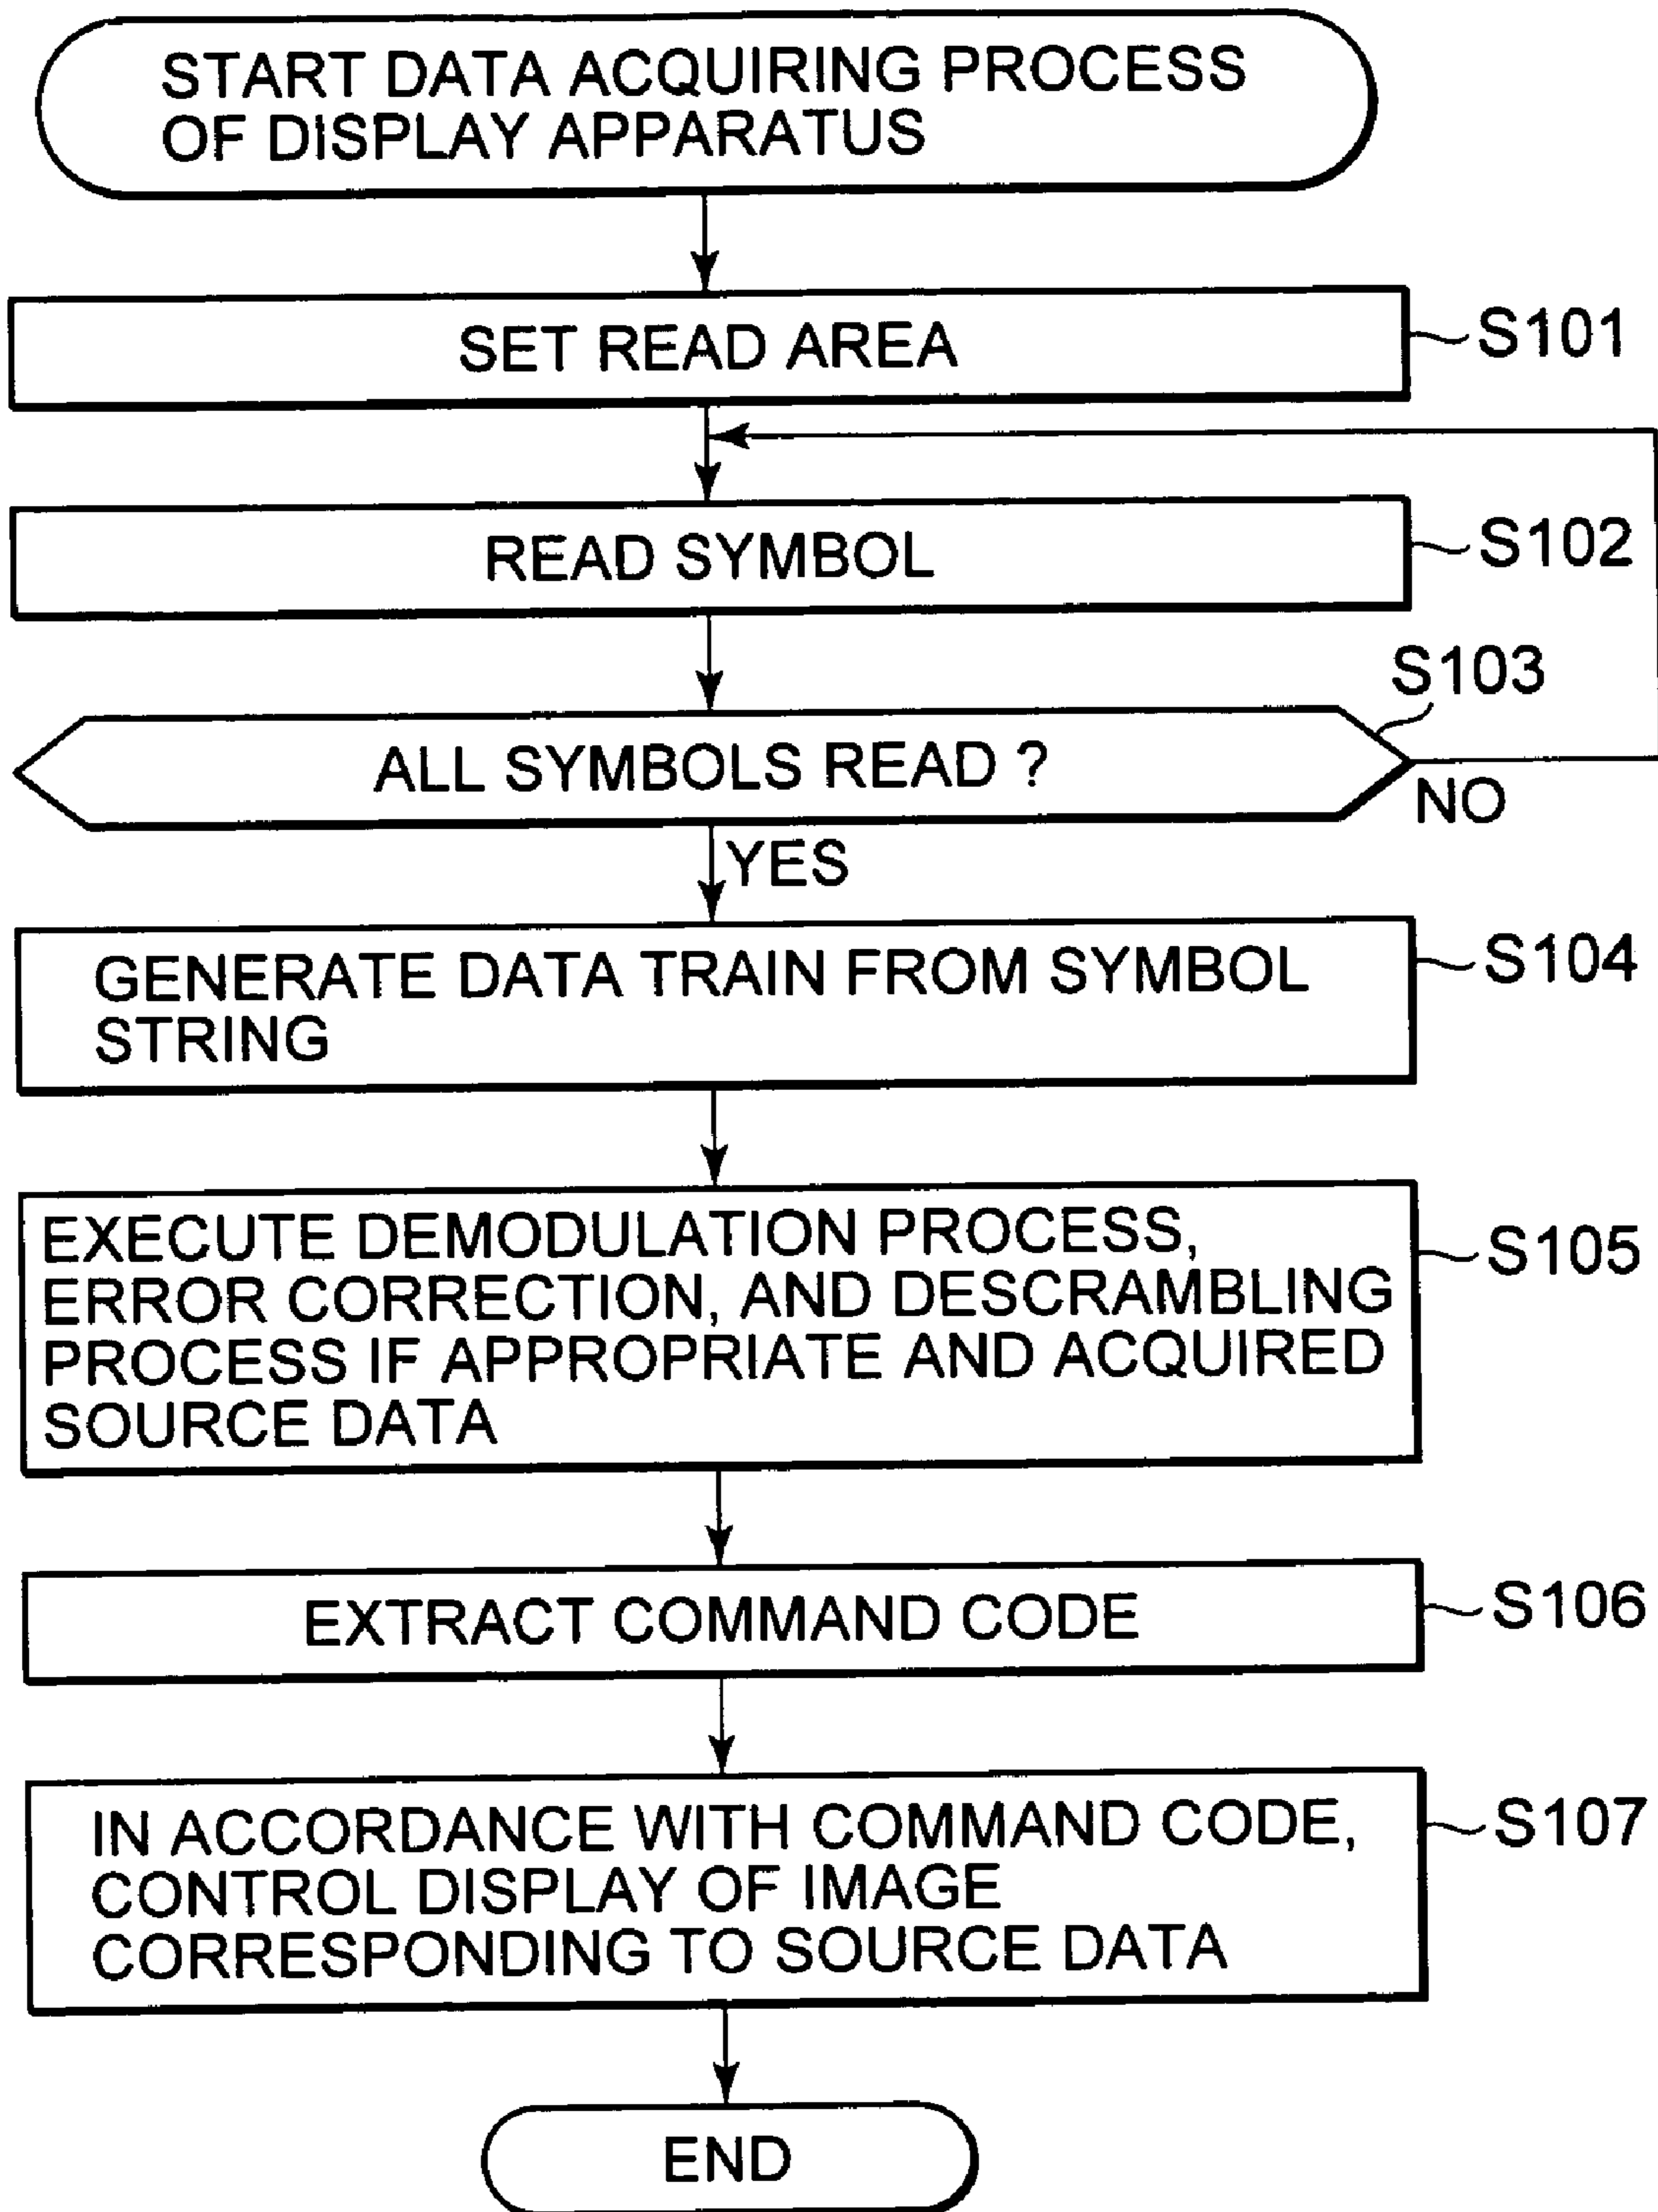 START DATA ACQUIRING PROCESS
OF DISPLAY APPARATUS
SET READ AREA
S101
READ SYMBOL
S102
S103
ALL SYMBOLS READ ?
NO
YES
GENERATE DATA TRAIN FROM SYMBOL
STRING
S104
EXECUTE DEMODULATION PROCESS,
ERROR CORRECTION, AND DESCRAMBLING
PROCESS IF APPROPRIATE AND ACQUIRED
SOURCE DATA
S105
EXTRACT COMMAND CODE
S106
IN ACCORDANCE WITH COMMAND CODE,
CONTROL DISPLAY OF IMAGE
CORRESPONDING TO SOURCE DATA
S107
END